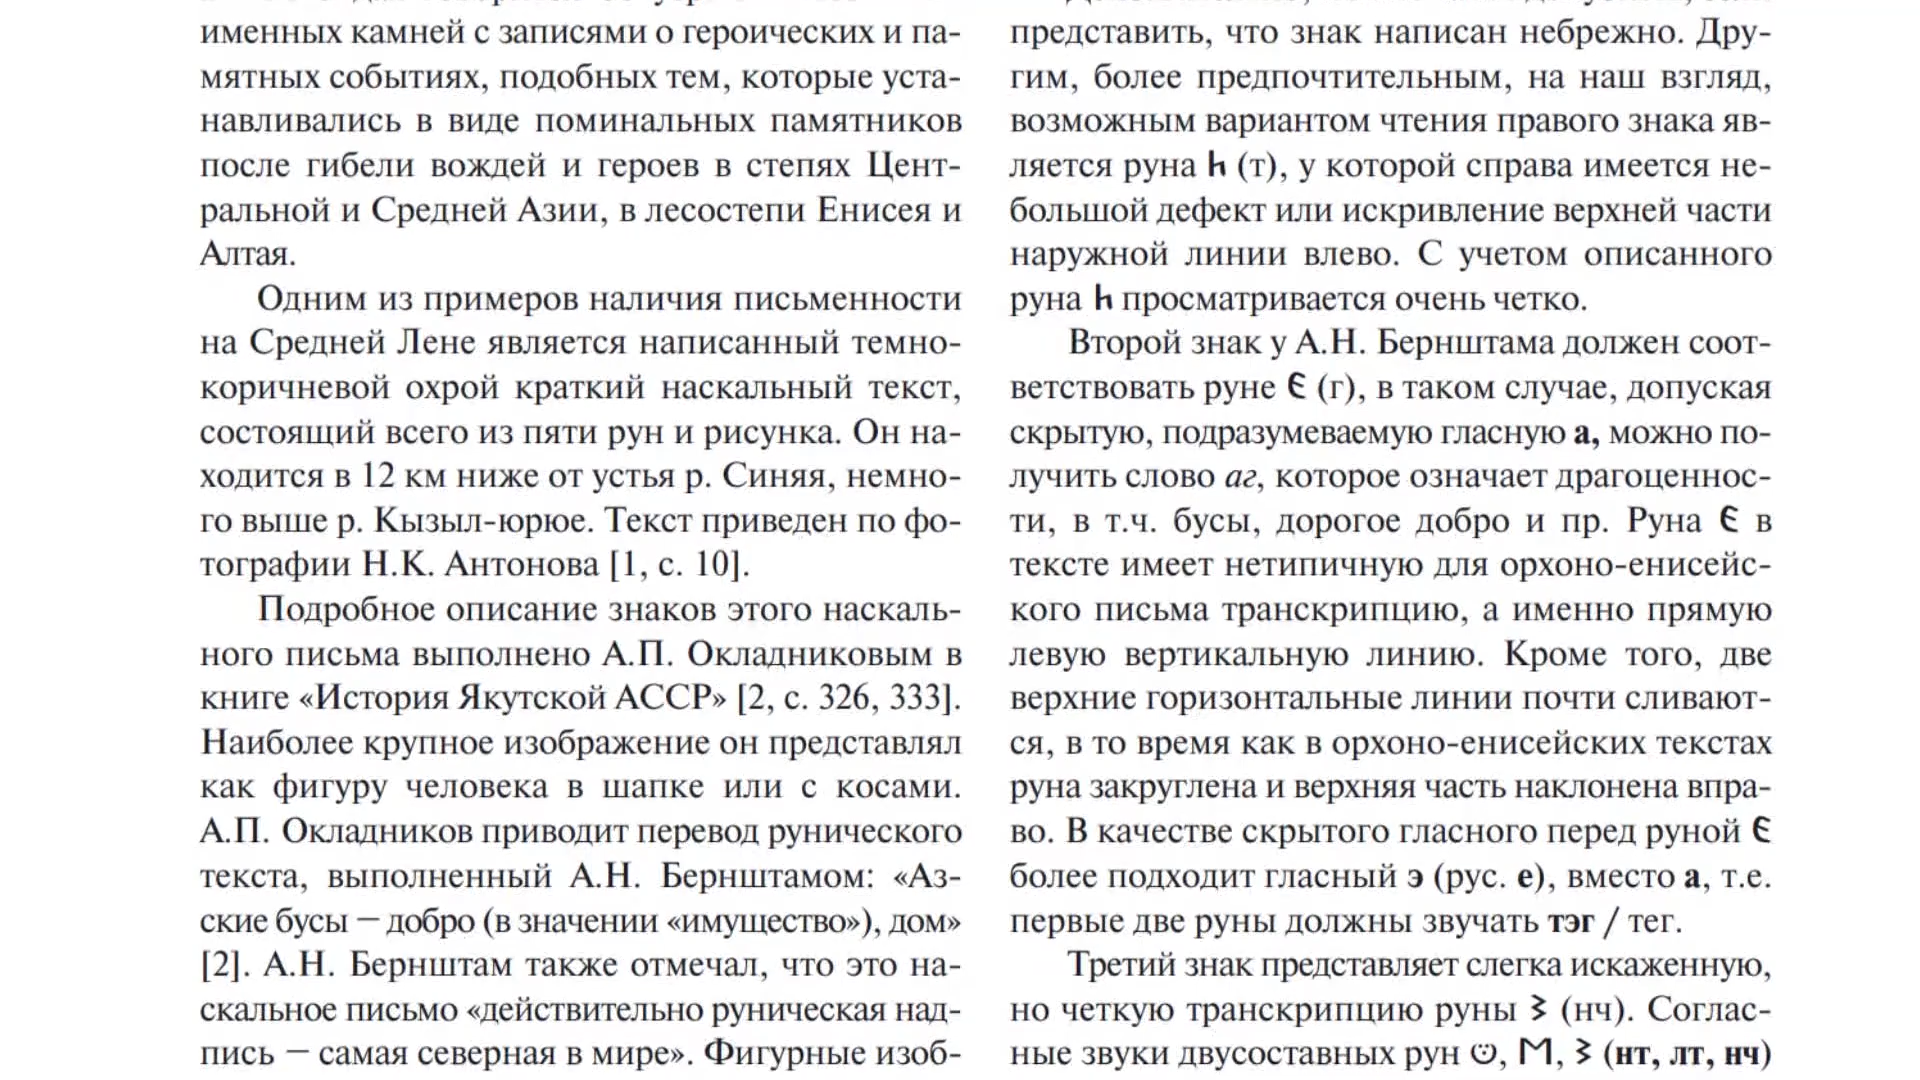 именных камней с записями о героических и па-
мятных событиях, подобных тем, которые уста-
навливались в виде поминальных памятников
после гибели вождей и героев в степях Цент-
ральной и Средней Азии, в лесостепи Енисея и
Алтая.
Одним из примеров наличия письменности
на Средней Лене является написанный темно-
коричневой охрой краткий наскальный текст,
состоящий всего из пяти рун и рисунка. Он на-
ходится в 12 км ниже от устья р. Синяя, немно-
го выше р. Кызыл-юрюе. Текст приведен по фо-
тографии Н.К. Антонова [1, с. 10].
Подробное описание знаков этого наскаль-
ного письма выполнено А.П. Окладниковым в
книге «История Якутской АССР» [2, с. 326, 333].
Наиболее крупное изображение он представлял
как фигуру человека в шапке или с косами.
А.П. Окладников приводит перевод рунического
текста, выполненный А.Н. Бернштамом: «Аз-
ские бусы — добро (в значении «имущество»), дом»
[2]. А.Н. Бернштам также отмечал, что это на-
скальное письмо «действительно руническая над-
пись — самая северная в мире». Фигурные изоб-
представить, что знак написан небрежно. Дру-
гим, более предпочтительным, на наш взгляд,
возможным вариантом чтения правого знака яв-
ляется руна 𐱃 (т), у которой справа имеется не-
большой дефект или искривление верхней части
наружной линии влево. С учетом описанного
руна 𐱃 просматривается очень четко.
Второй знак у А.Н. Бернштама должен соот-
ветствовать руне 𐰏 (г), в таком случае, допуская
скрытую, подразумеваемую гласную а, можно по-
лучить слово аг, которое означает драгоценнос-
ти, в т.ч. бусы, дорогое добро и пр. Руна 𐰏 в
тексте имеет нетипичную для орхоно-енисейс-
кого письма транскрипцию, а именно прямую
левую вертикальную линию. Кроме того, две
верхние горизонтальные линии почти сливают-
ся, в то время как в орхоно-енисейских текстах
руна закруглена и верхняя часть наклонена впра-
во. В качестве скрытого гласного перед руной 𐰏
более подходит гласный э (рус. е), вместо а, т.е.
первые две руны должны звучать тэг / тег.
Третий знак представляет слегка искаженную,
но четкую транскрипцию руны 𐰨 (нч). Соглас-
ные звуки двусоставных рун 𐰦, 𐰡, 𐰨 (нт, лт, нч)